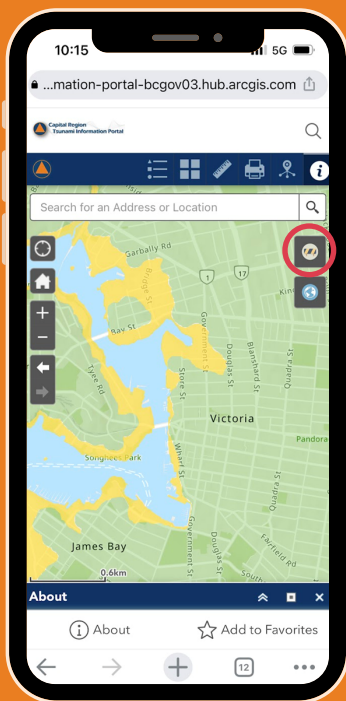 10:15
5G
...mation-portal-bcgov03.hub.arcgis.com
Capital Region
Tsunami Information Portal
Search for an Address or Location
Garbally Rd
Bridge St
1
17
Bay St
Government St
Douglas St
Blanshard St
Quadra St
Tyee Rd
Store St
Victoria
Pandora
Songhees Park
Wharf St
Quadra St
James Bay
Government St
Douglas St
Fairfield Rd
0.6km
About
About
Add to Favorites
12